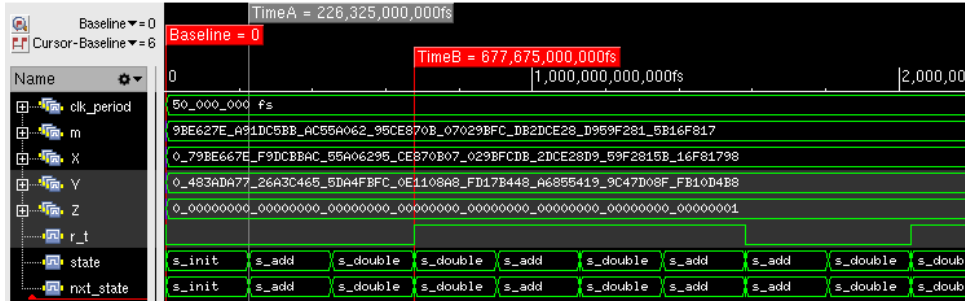 TimeA = 226,325,000,000fs
Baseline▼=0
Baseline = 0
Cursor-Baseline▼=6
TimeB = 677,675,000,000fs
Name
0
1,000,000,000,000fs
2,000,00
clk_period
50_000_000 fs
m
9BE627E_A91DC5BB_AC55A062_95CE870B_07029BFC_DB2DCE28_D959F281_5B16F817
X
0_79BE667E_F9DCBBAC_55A06295_CE870B07_029BFCDB_2DCE28D9_59F2815B_16F81798
Y
0_483ADA77_26A3C465_5DA4FBFC_0E1108A8_FD17B448_A6855419_9C47D08F_FB10D4B8
Z
0_00000000_00000000_00000000_00000000_00000000_00000000_00000000_00000001
r_t
state
s_init s_add s_double s_double s_add s_double s_add s_add s_double s_doub
nxt_state
s_init s_add s_double s_double s_add s_double s_add s_add s_double s_doub